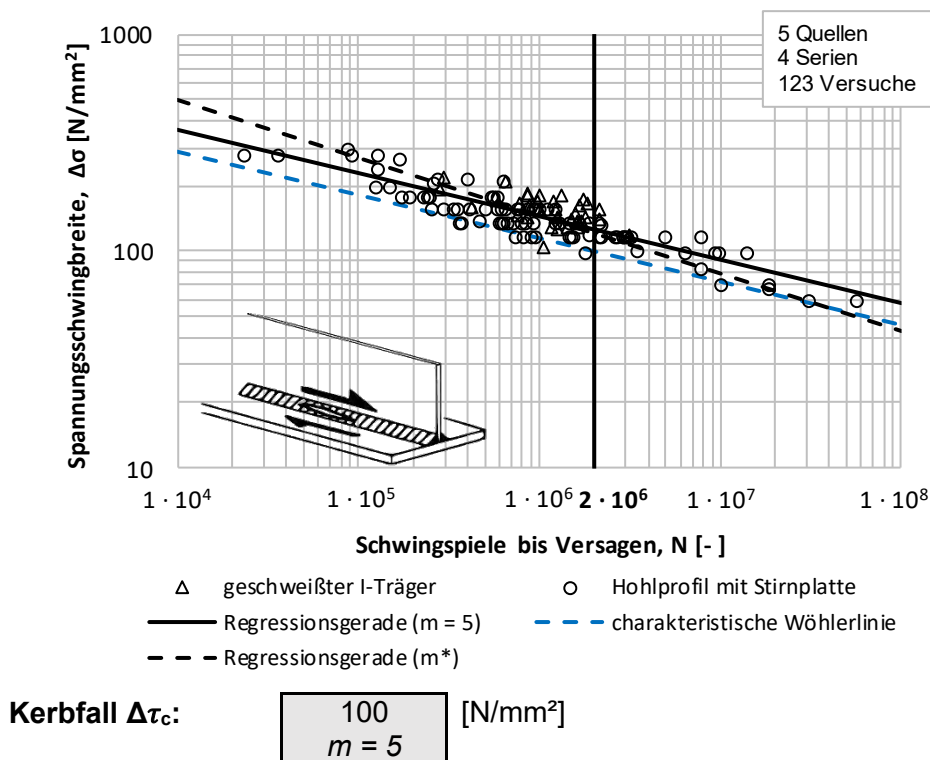 1000
5 Quellen
4 Serien
123 Versuche
Spannungsschwingbreite, Δσ [N/mm²]
100
10
1 · 10⁴
1 · 10⁵
1 · 10⁶
2 · 10⁶
1 · 10⁷
1 · 10⁸
Schwingspiele bis Versagen, N [-]
geschweißter I-Träger
Hohlprofil mit Stirnplatte
Regressionsgerade (m = 5)
charakteristische Wöhlerlinie
Regressionsgerade (m*)
Kerbfall Δτc: 100 [N/mm²]
m = 5